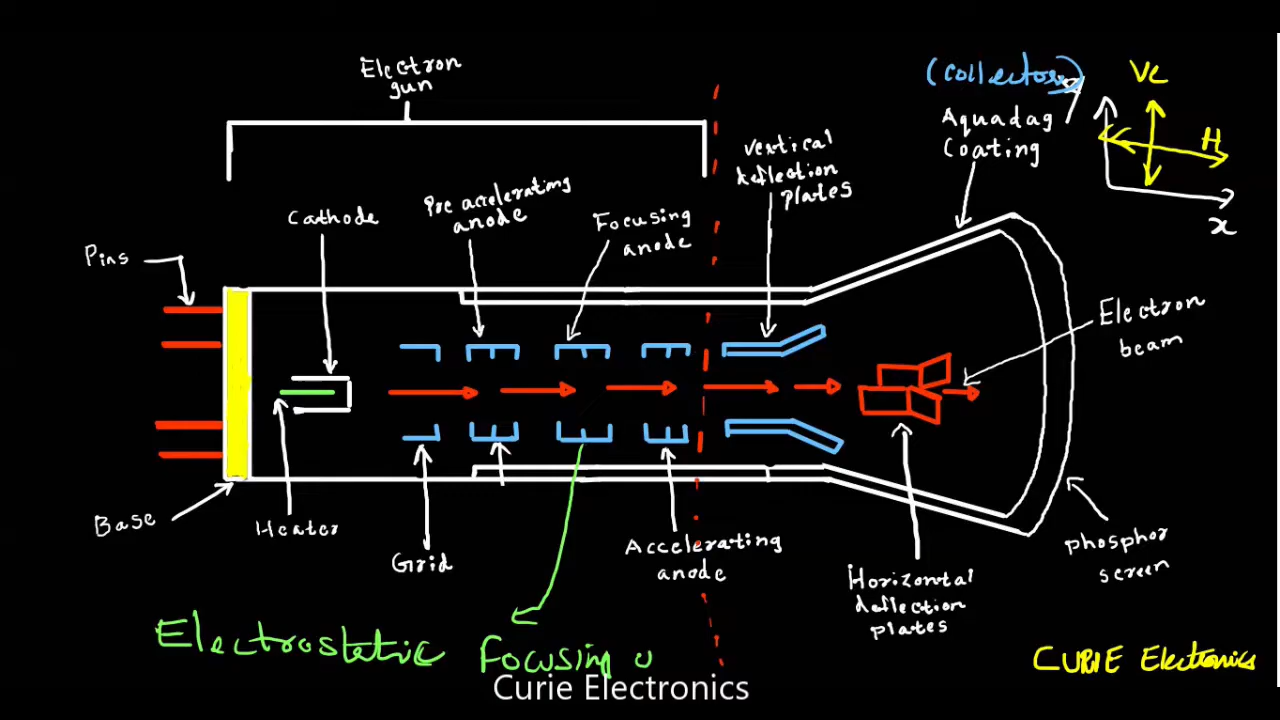 Electron
gun
(collector)
Aquadag
Coating
VC
H
x
vertical
deflection
plates
Pre accelerating
anode
Focusing
anode
Cathode
Pins
Electron
beam
Base
Heater
Grid
Accelerating
anode
Horizontal
deflection
plates
phosphor
screen
Electrostatic Focusing
CURIE Electronics
Curie Electronics